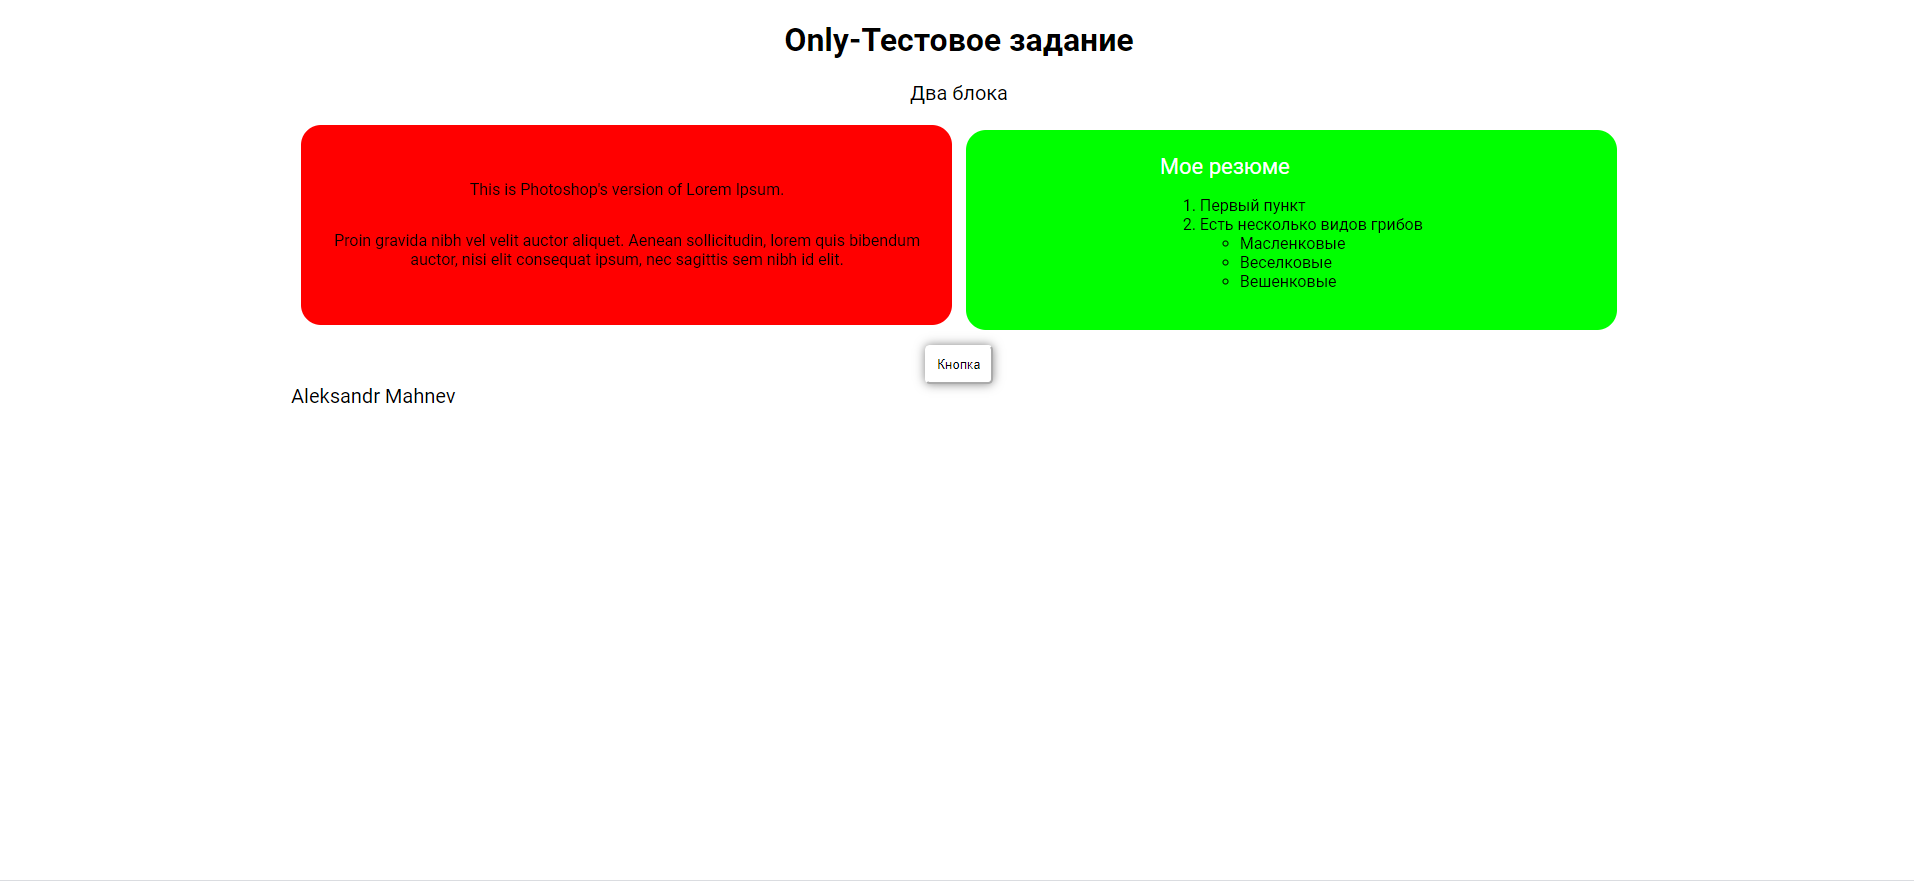 Only-Тестовое задание
Два блока
This is Photoshop's version of Lorem Ipsum.
Proin gravida nibh vel velit auctor aliquet. Aenean sollicitudin, lorem quis bibendum
auctor, nisi elit consequat ipsum, nec sagittis sem nibh id elit.
Мое резюме
1. Первый пункт
2. Есть несколько видов грибов
Масленковые
Веселковые
Вешенковые
Кнопка
Aleksandr Mahnev